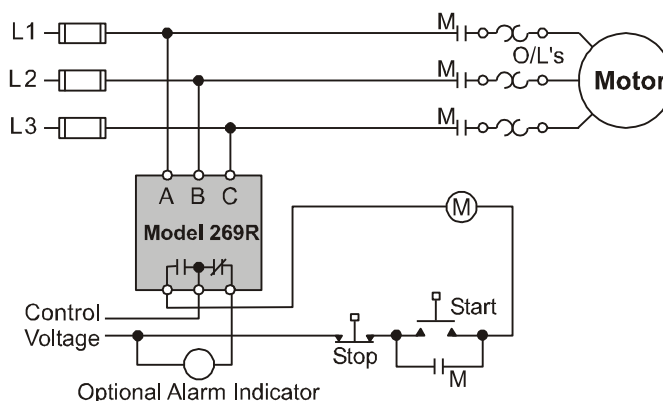 L1
M
O/L's
L2
M
Motor
L3
M
A B C
Model 269R
M
Control
Voltage
Start
Stop
M
Optional Alarm Indicator